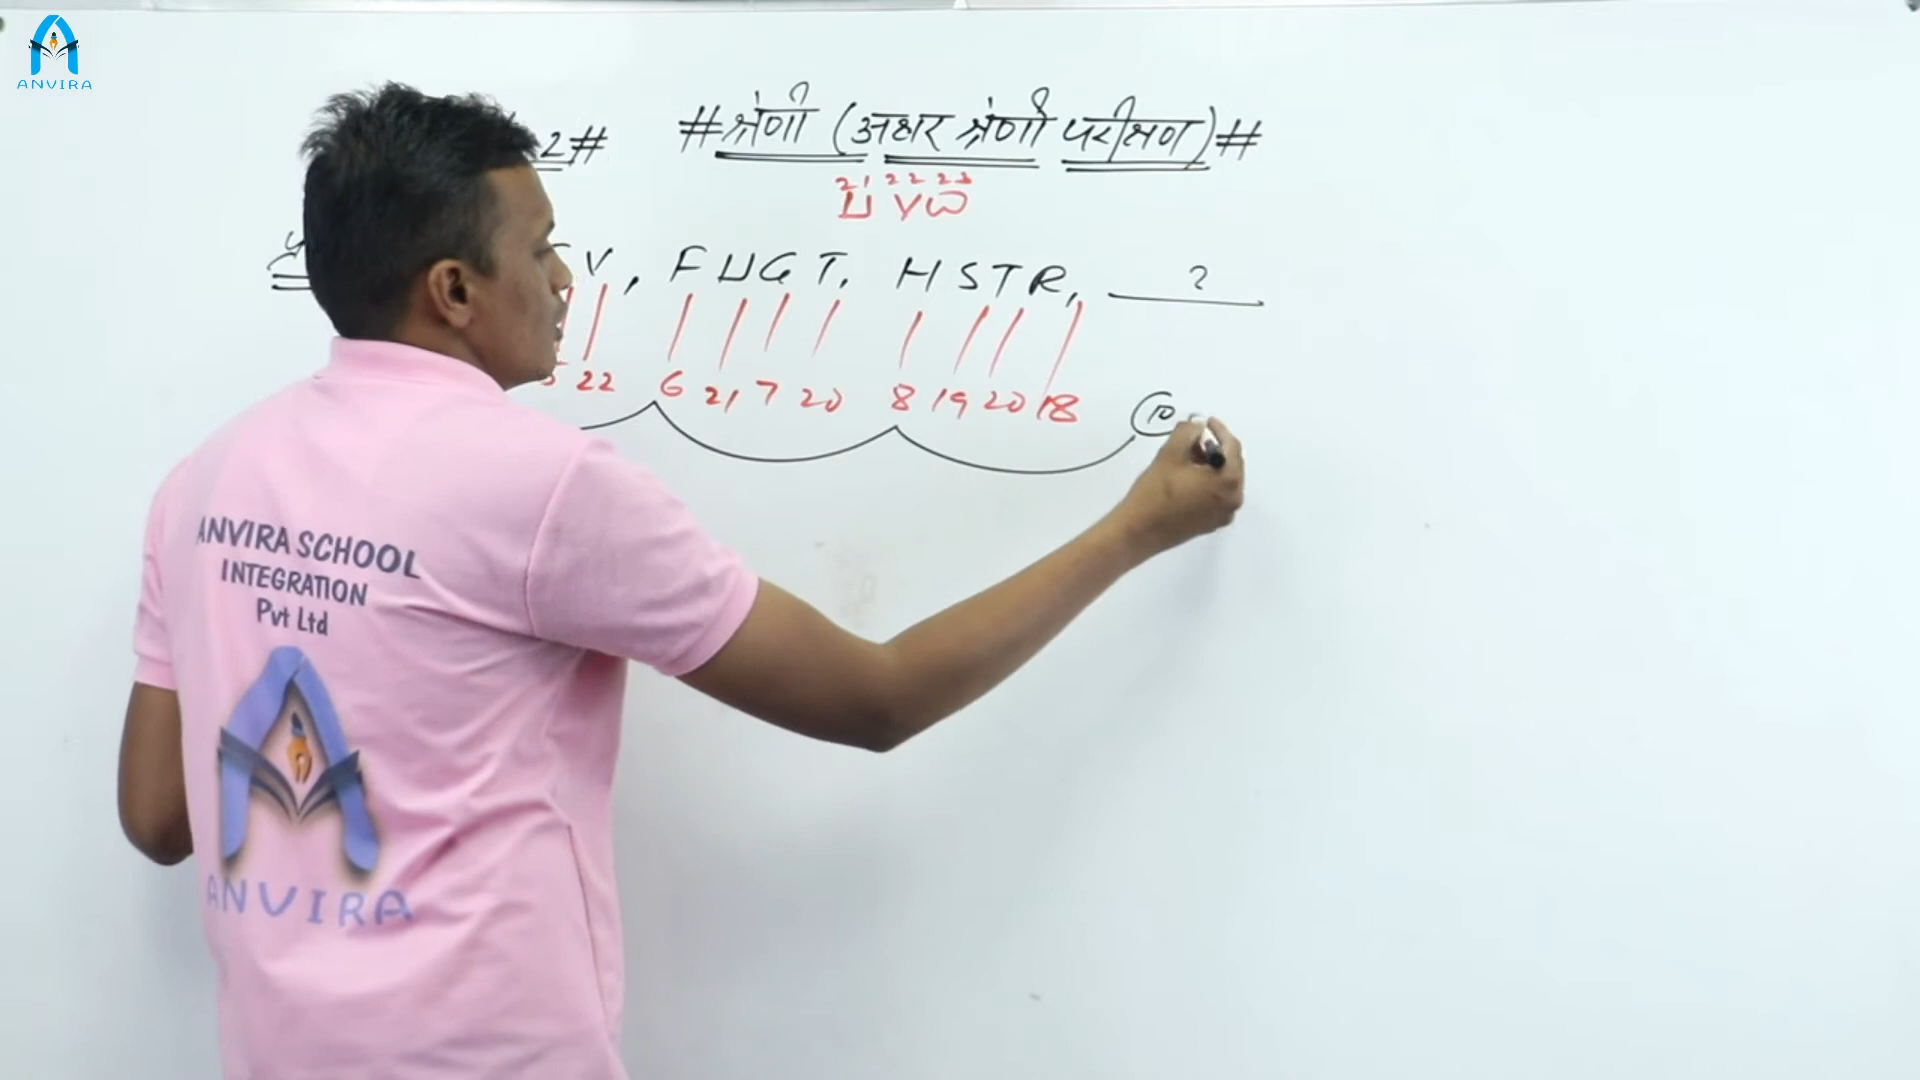 ANVIRA
2# #श्रेणी (अक्षर श्रेणी परीक्षण)#
21 22 23
U V W
V, FUGT, HSTR, ?
22 6 21 7 20 8 19 20 18 10
ANVIRA SCHOOL
INTEGRATION
Pvt Ltd
ANVIRA